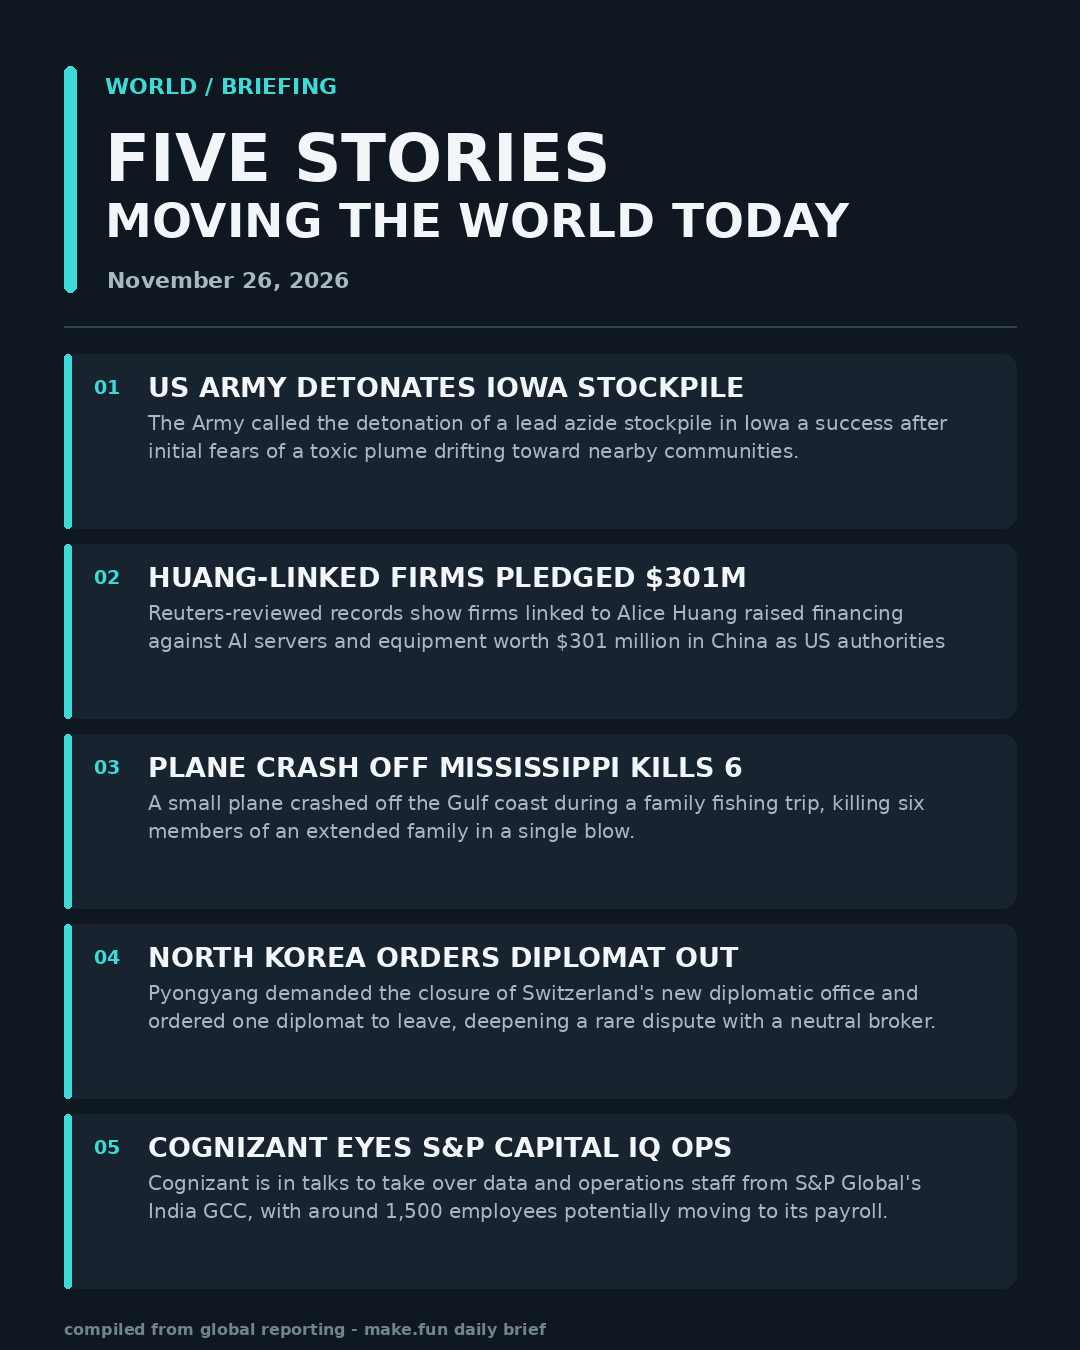 WORLD / BRIEFING
FIVE STORIES
MOVING THE WORLD TODAY
November 26, 2026
01 US ARMY DETONATES IOWA STOCKPILE
The Army called the detonation of a lead azide stockpile in Iowa a success after
initial fears of a toxic plume drifting toward nearby communities.
02 HUANG-LINKED FIRMS PLEDGED $301M
Reuters-reviewed records show firms linked to Alice Huang raised financing
against AI servers and equipment worth $301 million in China as US authorities
03 PLANE CRASH OFF MISSISSIPPI KILLS 6
A small plane crashed off the Gulf coast during a family fishing trip, killing six
members of an extended family in a single blow.
04 NORTH KOREA ORDERS DIPLOMAT OUT
Pyongyang demanded the closure of Switzerland's new diplomatic office and
ordered one diplomat to leave, deepening a rare dispute with a neutral broker.
05 COGNIZANT EYES S&P CAPITAL IQ OPS
Cognizant is in talks to take over data and operations staff from S&P Global's
India GCC, with around 1,500 employees potentially moving to its payroll.
compiled from global reporting - make.fun daily brief